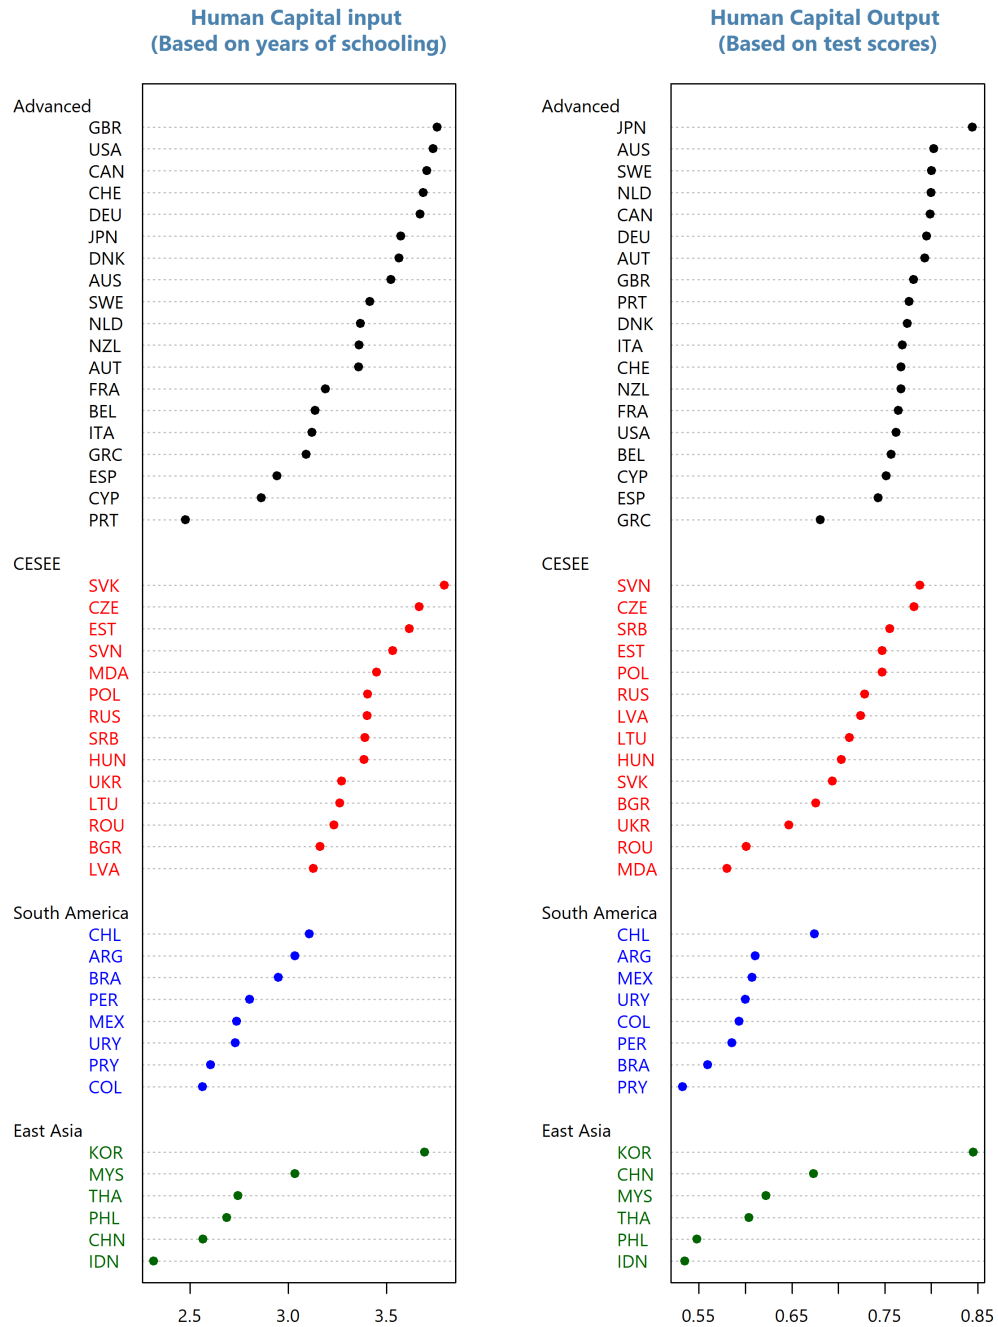 Human Capital input
(Based on years of schooling)
Advanced
GBR
USA
CAN
CHE
DEU
JPN
DNK
AUS
SWE
NLD
NZL
AUT
FRA
BEL
ITA
GRC
ESP
CYP
PRT
CESEE
SVK
CZE
EST
SVN
MDA
POL
RUS
SRB
HUN
UKR
LTU
ROU
BGR
LVA
South America
CHL
ARG
BRA
PER
MEX
URY
PRY
COL
East Asia
KOR
MYS
THA
PHL
CHN
IDN
2.5 3.0 3.5
Human Capital Output
(Based on test scores)
Advanced
JPN
AUS
SWE
NLD
CAN
DEU
AUT
GBR
PRT
DNK
ITA
CHE
NZL
FRA
USA
BEL
CYP
ESP
GRC
CESEE
SVN
CZE
SRB
EST
POL
RUS
LVA
LTU
HUN
SVK
BGR
UKR
ROU
MDA
South America
CHL
ARG
MEX
URY
COL
PER
BRA
PRY
East Asia
KOR
CHN
MYS
THA
PHL
IDN
0.55 0.65 0.75 0.85